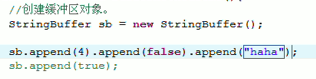 //创建缓冲区对象。
StringBuffer sb = new StringBuffer();
sb.append(4).append(false).append("haha");
sb.append(true);